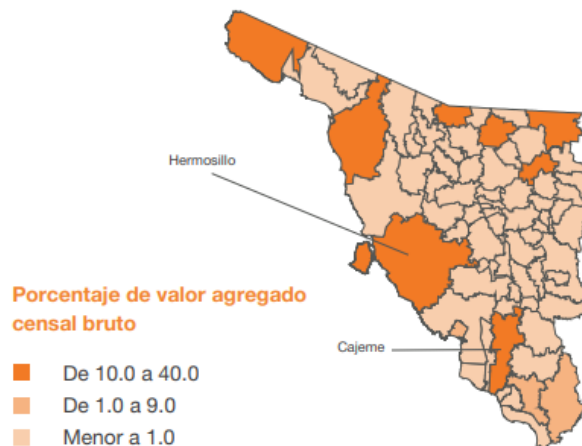 Hermosillo
Porcentaje de valor agregado
censal bruto
Cajeme
De 10.0 a 40.0
De 1.0 a 9.0
Menor a 1.0